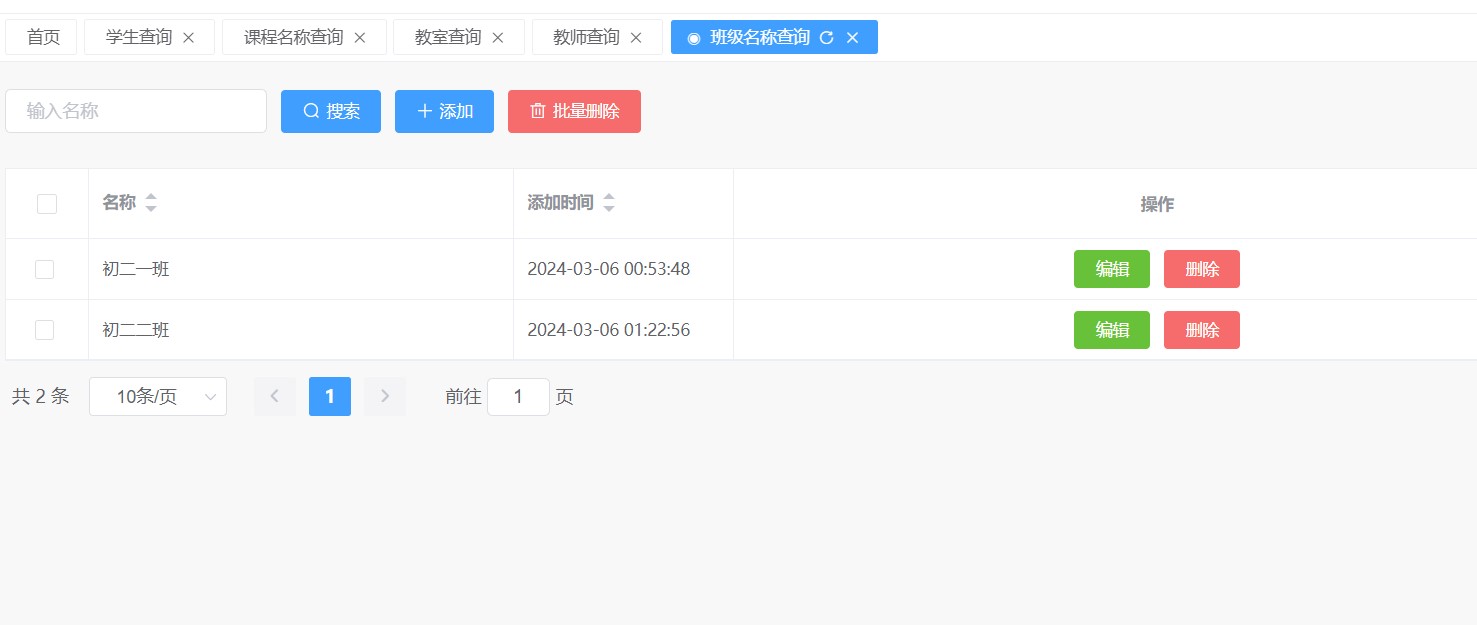 首页 学生查询 课程名称查询 教室查询 教师查询 班级名称查询
输入名称 搜索 添加 批量删除
名称 添加时间 操作
初二一班 2024-03-06 00:53:48 编辑 删除
初二二班 2024-03-06 01:22:56 编辑 删除
共 2 条 10条/页 1 前往 1 页